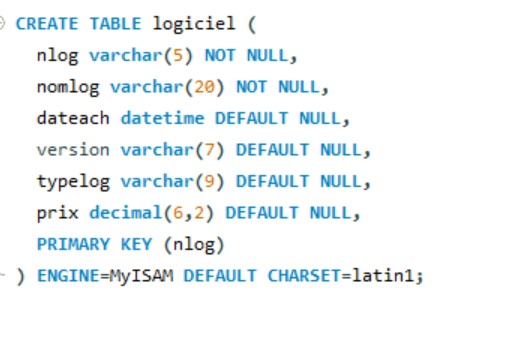 CREATE TABLE logiciel (
nlog varchar(5) NOT NULL,
nomlog varchar(20) NOT NULL,
dateach datetime DEFAULT NULL,
version varchar(7) DEFAULT NULL,
typelog varchar(9) DEFAULT NULL,
prix decimal(6,2) DEFAULT NULL,
PRIMARY KEY (nlog)
) ENGINE=MyISAM DEFAULT CHARSET=latin1;